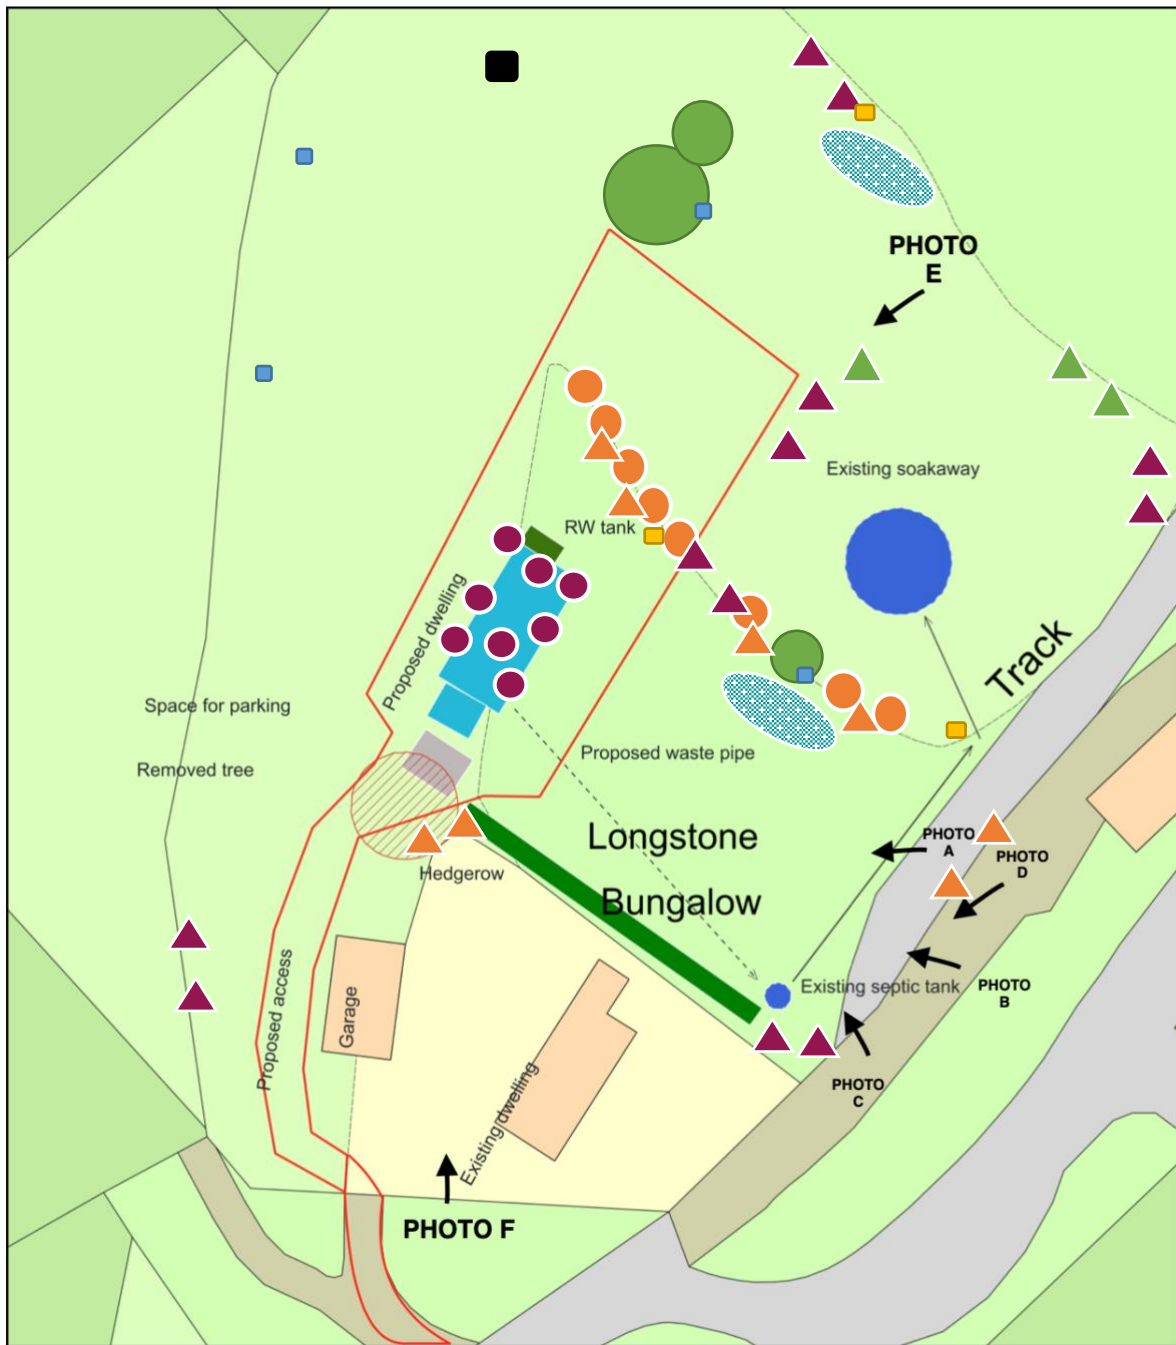 PHOTO
E
Existing soakaway
RW tank
Proposed dwelling
Track
Space for parking
Removed tree
Proposed waste pipe
Longstone
Bungalow
PHOTO
A
PHOTO
D
Hedgerow
Existing septic tank
PHOTO
B
PHOTO
C
Garage
Proposed access
Existing dwelling
PHOTO F